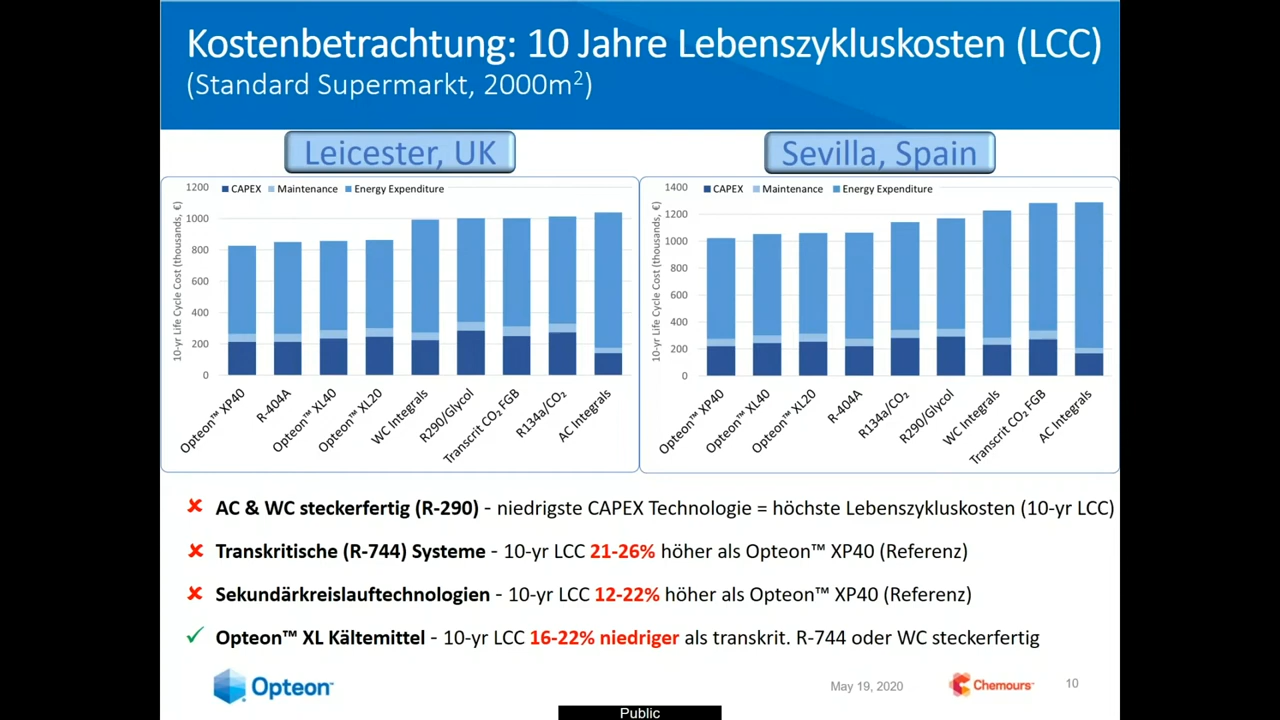 Kostenbetrachtung: 10 Jahre Lebenszykluskosten (LCC)
(Standard Supermarkt, 2000m²)
Leicester, UK
CAPEX Maintenance Energy Expenditure
10-yr Life Cycle Cost (thousands, €)
1200
1000
800
600
400
200
0
Opteon™ XP40
R-404A
Opteon™ XL40
Opteon™ XL20
WC Integrals
R290/Glycol
Transcrit CO₂ FGB
R134a/CO₂
AC Integrals
Sevilla, Spain
CAPEX Maintenance Energy Expenditure
10-yr Life Cycle Cost (thousands, €)
1400
1200
1000
800
600
400
200
0
Opteon™ XP40
Opteon™ XL40
Opteon™ XL20
R-404A
R134a/CO₂
R290/Glycol
WC Integrals
Transcrit CO₂ FGB
AC Integrals
✘ AC & WC steckerfertig (R-290) - niedrigste CAPEX Technologie = höchste Lebenszykluskosten (10-yr LCC)
✘ Transkritische (R-744) Systeme - 10-yr LCC 21-26% höher als Opteon™ XP40 (Referenz)
✘ Sekundärkreislauftechnologien - 10-yr LCC 12-22% höher als Opteon™ XP40 (Referenz)
✓ Opteon™ XL Kältemittel - 10-yr LCC 16-22% niedriger als transkrit. R-744 oder WC steckerfertig
Opteon™
May 19, 2020
Chemours™
10
Public